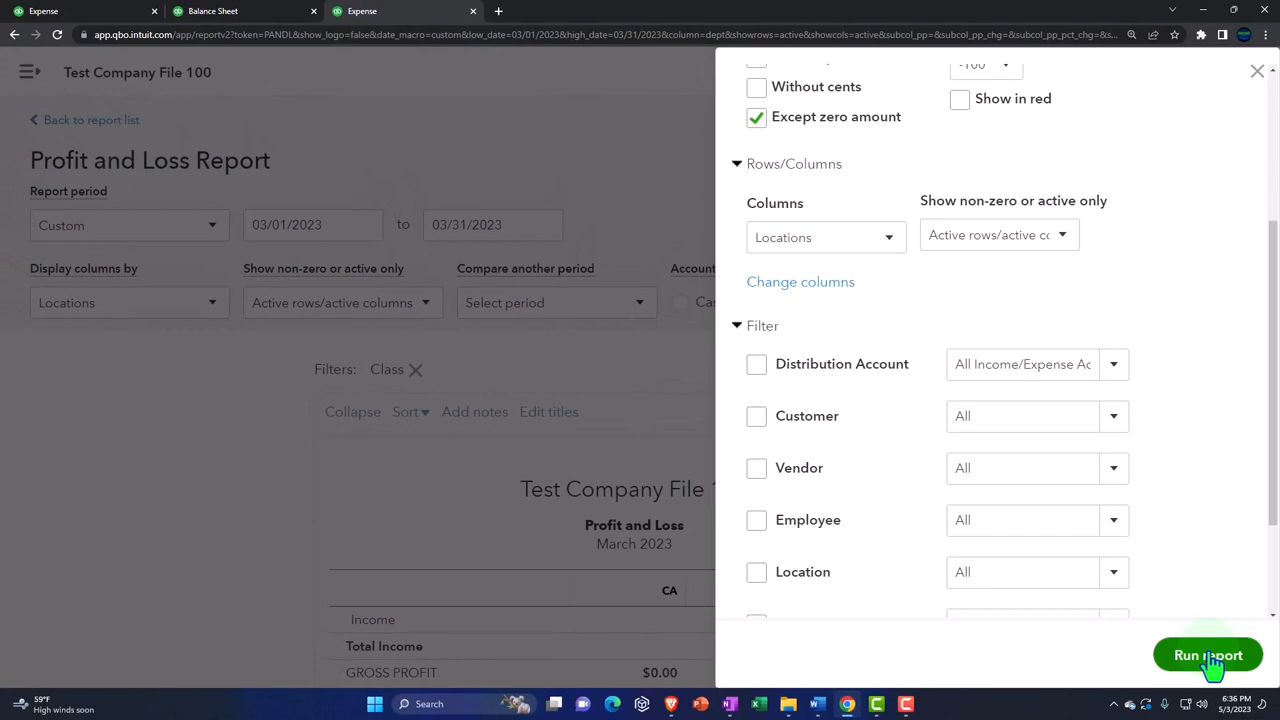 Expense
Balance Sheet
Expense
app.qbo.intuit.com/app/reportv2?token=PANDL&show_logo=false&date_macro=custom&low_date=03/01/2023&high_date=03/31/2023&column=dept&showrows=active&subcol_pp=&subcol_pp_chg=&subcol_pp_pct_chg=&s...
Test Company File 100
Back to report list
Profit and Loss Report
Report period
Custom
03/01/2023
to
03/31/2023
Display columns by
Show non-zero or active only
Compare another period
Account
Locations
Active rows/active columns
Select period
Cas
Filters:
Class
Collapse
Sort
Add notes
Edit titles
Test Company File 1
Profit and Loss
March 2023
CA
Income
Total Income
GROSS PROFIT
$0.00
-100
Without cents
Show in red
Except zero amount
Rows/Columns
Columns
Show non-zero or active only
Locations
Active rows/active cc
Change columns
Filter
Distribution Account
All Income/Expense Ac
Customer
All
Vendor
All
Employee
All
Location
All
Run report
59°F
High winds soon
Search
6:36 PM
5/3/2023